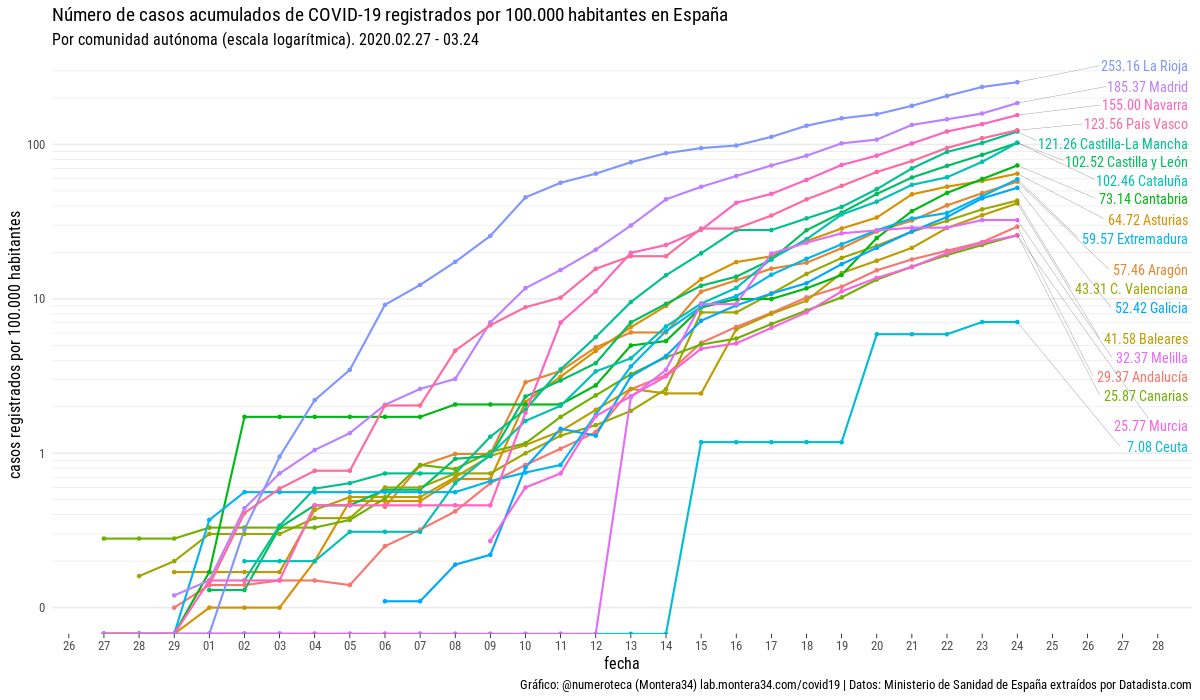 Número de casos acumulados de COVID-19 registrados por 100.000 habitantes en España
Por comunidad autónoma (escala logarítmica). 2020.02.27 - 03.24
casos registrados por 100.000 habitantes
100
10
1
0
253.16 La Rioja
185.37 Madrid
155.00 Navarra
123.56 País Vasco
121.26 Castilla-La Mancha
102.52 Castilla y León
102.46 Cataluña
73.14 Cantabria
64.72 Asturias
59.57 Extremadura
57.46 Aragón
43.31 C. Valenciana
52.42 Galicia
41.58 Baleares
32.37 Melilla
29.37 Andalucía
25.87 Canarias
25.77 Murcia
7.08 Ceuta
26 27 28 29 01 02 03 04 05 06 07 08 09 10 11 12 13 14 15 16 17 18 19 20 21 22 23 24 25 26 27 28
fecha
Gráfico: @numeroteca (Montera34) lab.montera34.com/covid19 | Datos: Ministerio de Sanidad de España extraídos por Datadista.com